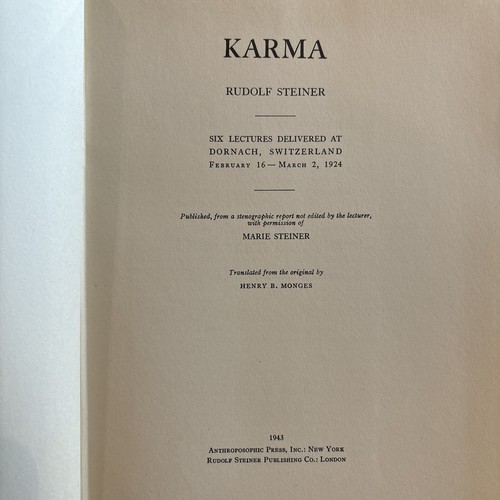 KARMA
RUDOLF STEINER
SIX LECTURES DELIVERED AT
DORNACH, SWITZERLAND
FEBRUARY 16 — MARCH 2, 1924
Published, from a stenographic report not edited by the lecturer,
with permission of
MARIE STEINER
Translated from the original by
HENRY B. MONGES
1943
ANTHROPOSOPHIC PRESS, INC.: NEW YORK
RUDOLF STEINER PUBLISHING CO.: LONDON